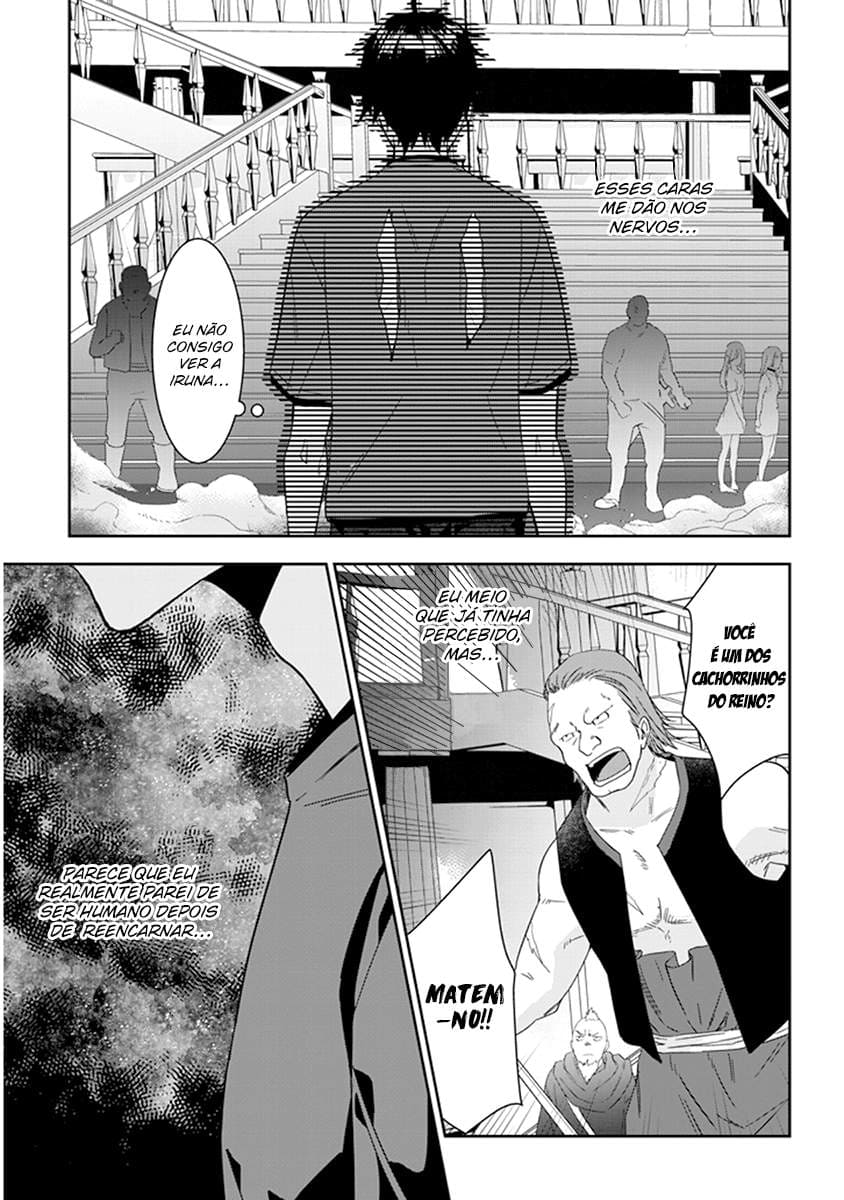 ESSES CARAS
ME DÃO NOS
NERVOS...
EU NÃO
CONSIGO
VER A
IRUNA...
VOCÊ
É UM DOS
CACHORRINHOS
DO REINO?
EU MEIO
QUE JÁ TINHA
PERCEBIDO,
MAS...
MATEM
-NO!!
PARECE QUE EU
REALMENTE PAREI DE
SER HUMANO DEPOIS
DE REENCARNAR...